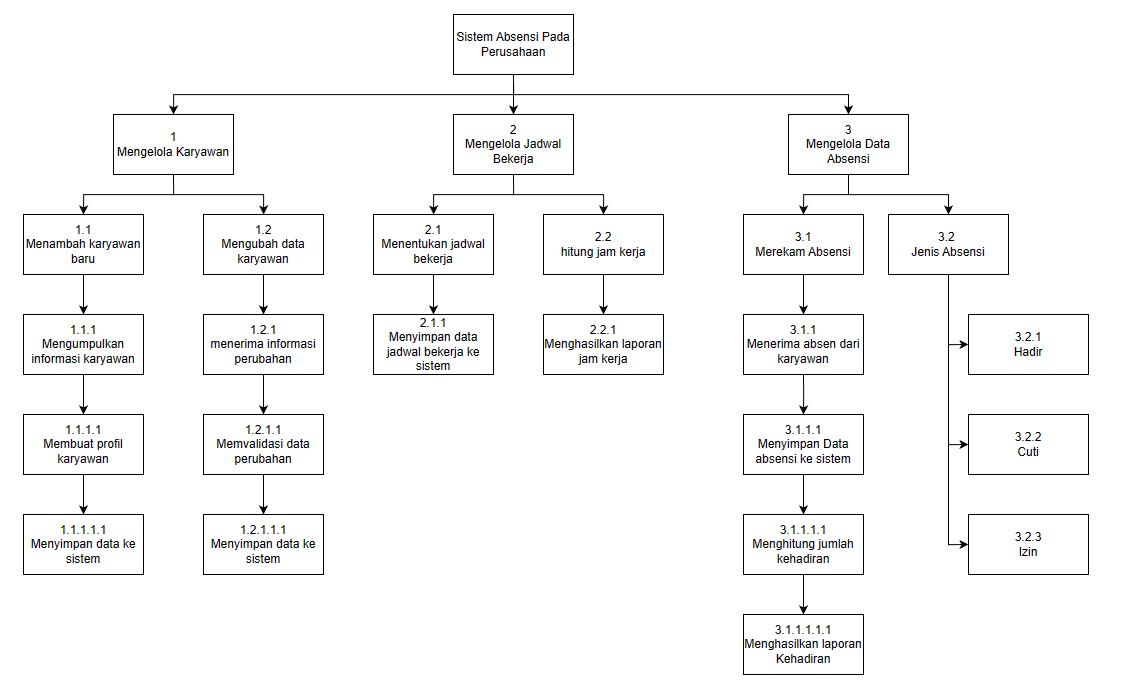 Sistem Absensi Pada
Perusahaan
1
Mengelola Karyawan
2
Mengelola Jadwal
Bekerja
3
Mengelola Data
Absensi
1.1
Menambah karyawan
baru
1.2
Mengubah data
karyawan
2.1
Menentukan jadwal
bekerja
2.2
hitung jam kerja
3.1
Merekam Absensi
3.2
Jenis Absensi
1.1.1
Mengumpulkan
informasi karyawan
1.2.1
menerima informasi
perubahan
2.1.1
Menyimpan data
jadwal bekerja ke
sistem
2.2.1
Menghasilkan laporan
jam kerja
3.1.1
Menerima absen dari
karyawan
3.2.1
Hadir
1.1.1.1
Membuat profil
karyawan
1.2.1.1
Memvalidasi data
perubahan
3.1.1.1
Menyimpan Data
absensi ke sistem
3.2.2
Cuti
1.1.1.1.1
Menyimpan data ke
sistem
1.2.1.1.1
Menyimpan data ke
sistem
3.1.1.1.1
Menghitung jumlah
kehadiran
3.2.3
Izin
3.1.1.1.1.1
Menghasilkan laporan
Kehadiran